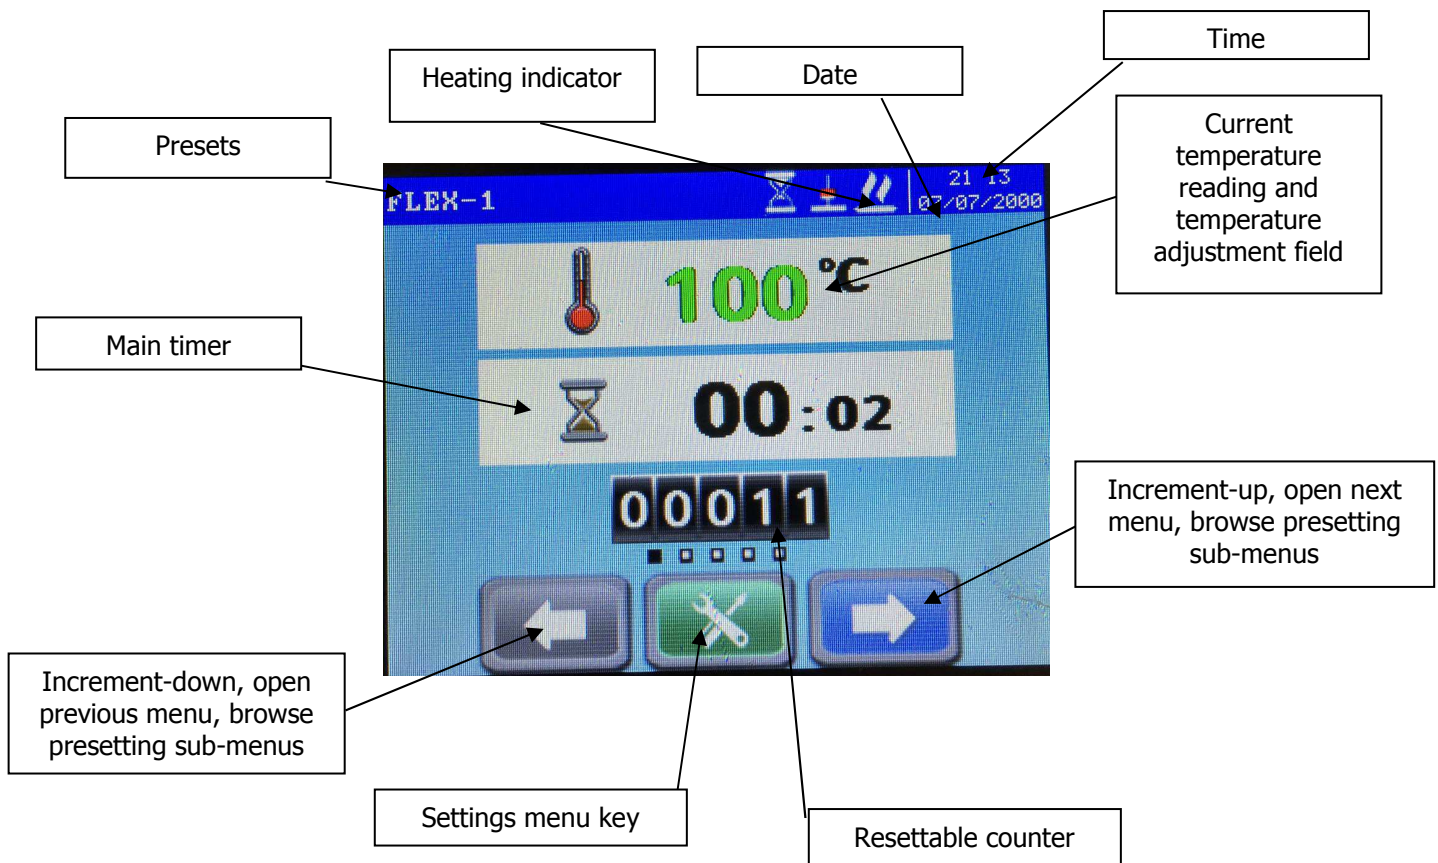 Time
Heating indicator
Date
Current
temperature
reading and
temperature
adjustment field
Presets
FLEX-1
21 13
07/07/2000
100 °C
Main timer
00:02
00011
Increment-up, open next
menu, browse presetting
sub-menus
Increment-down, open
previous menu, browse
presetting sub-menus
Settings menu key
Resettable counter